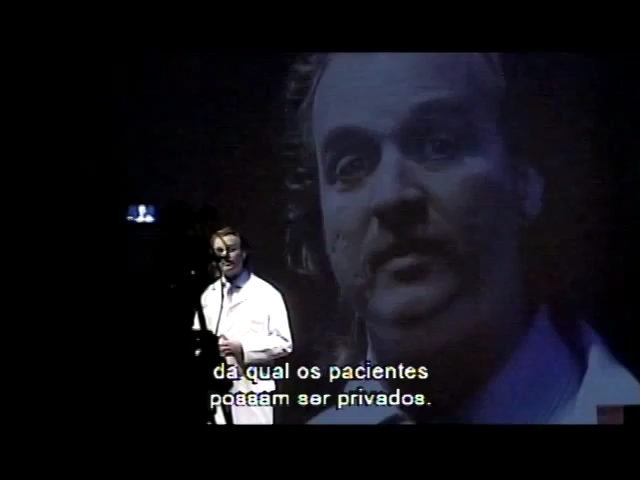 da qual os pacientes
possam ser privados.